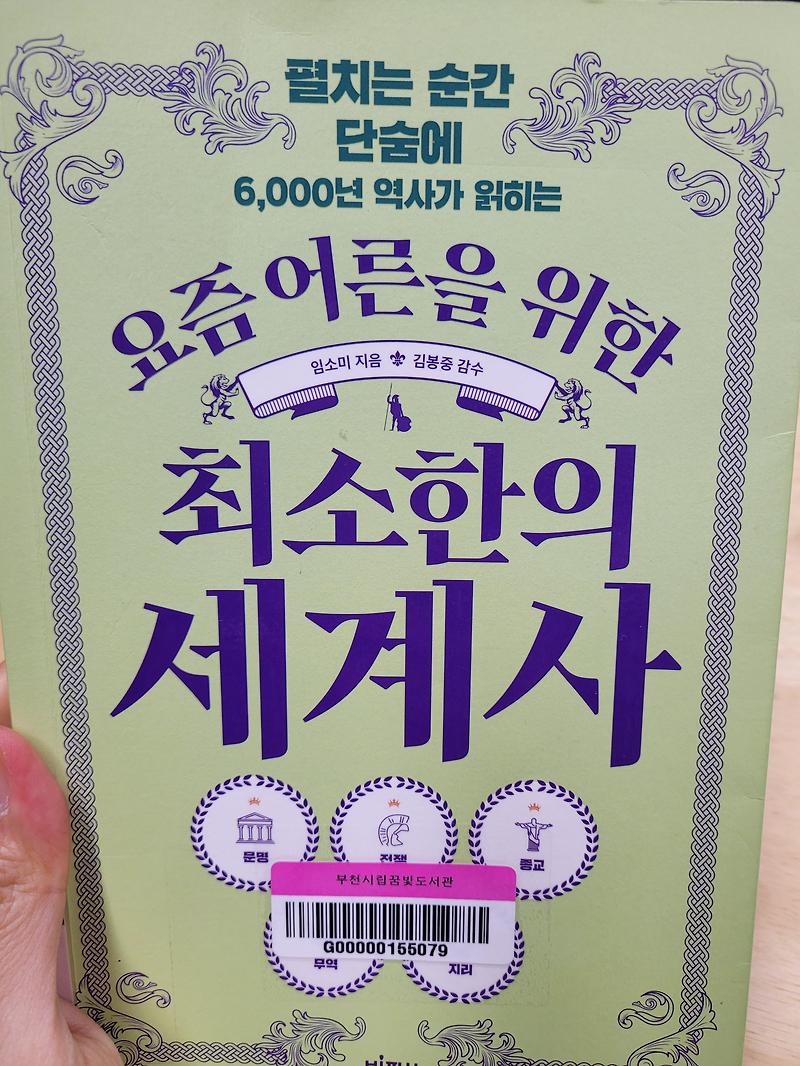 펼치는 순간
단숨에
6,000년 역사가 읽히는
요즘 어른을 위한
임소미 지음 김봉중 감수
최소한의
세계사
문명 전쟁 종교
부천시립꿈빛도서관
G00000155079
무역 지리